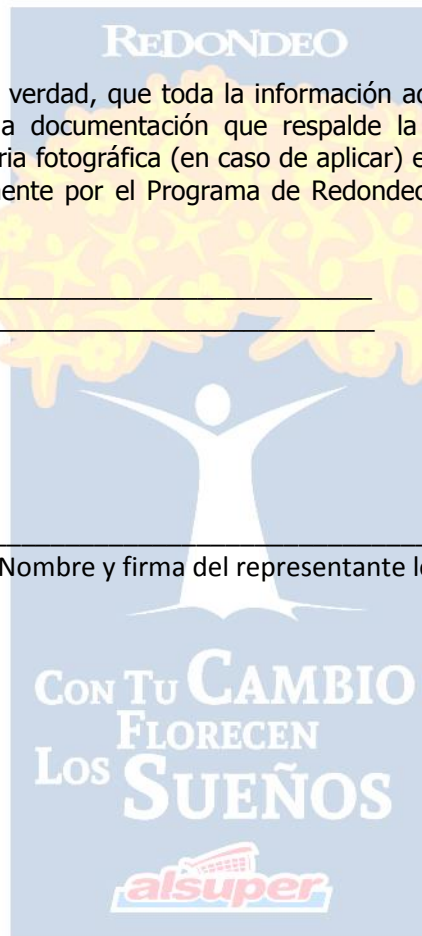 REDONDEO
verdad, que toda la información ac
a documentación que respalde la
ria fotográfica (en caso de aplicar) e
ente por el Programa de Redondeo
Nombre y firma del representante le
CON TU CAMBIO
FLORECEN
LOS SUEÑOS
alsuper